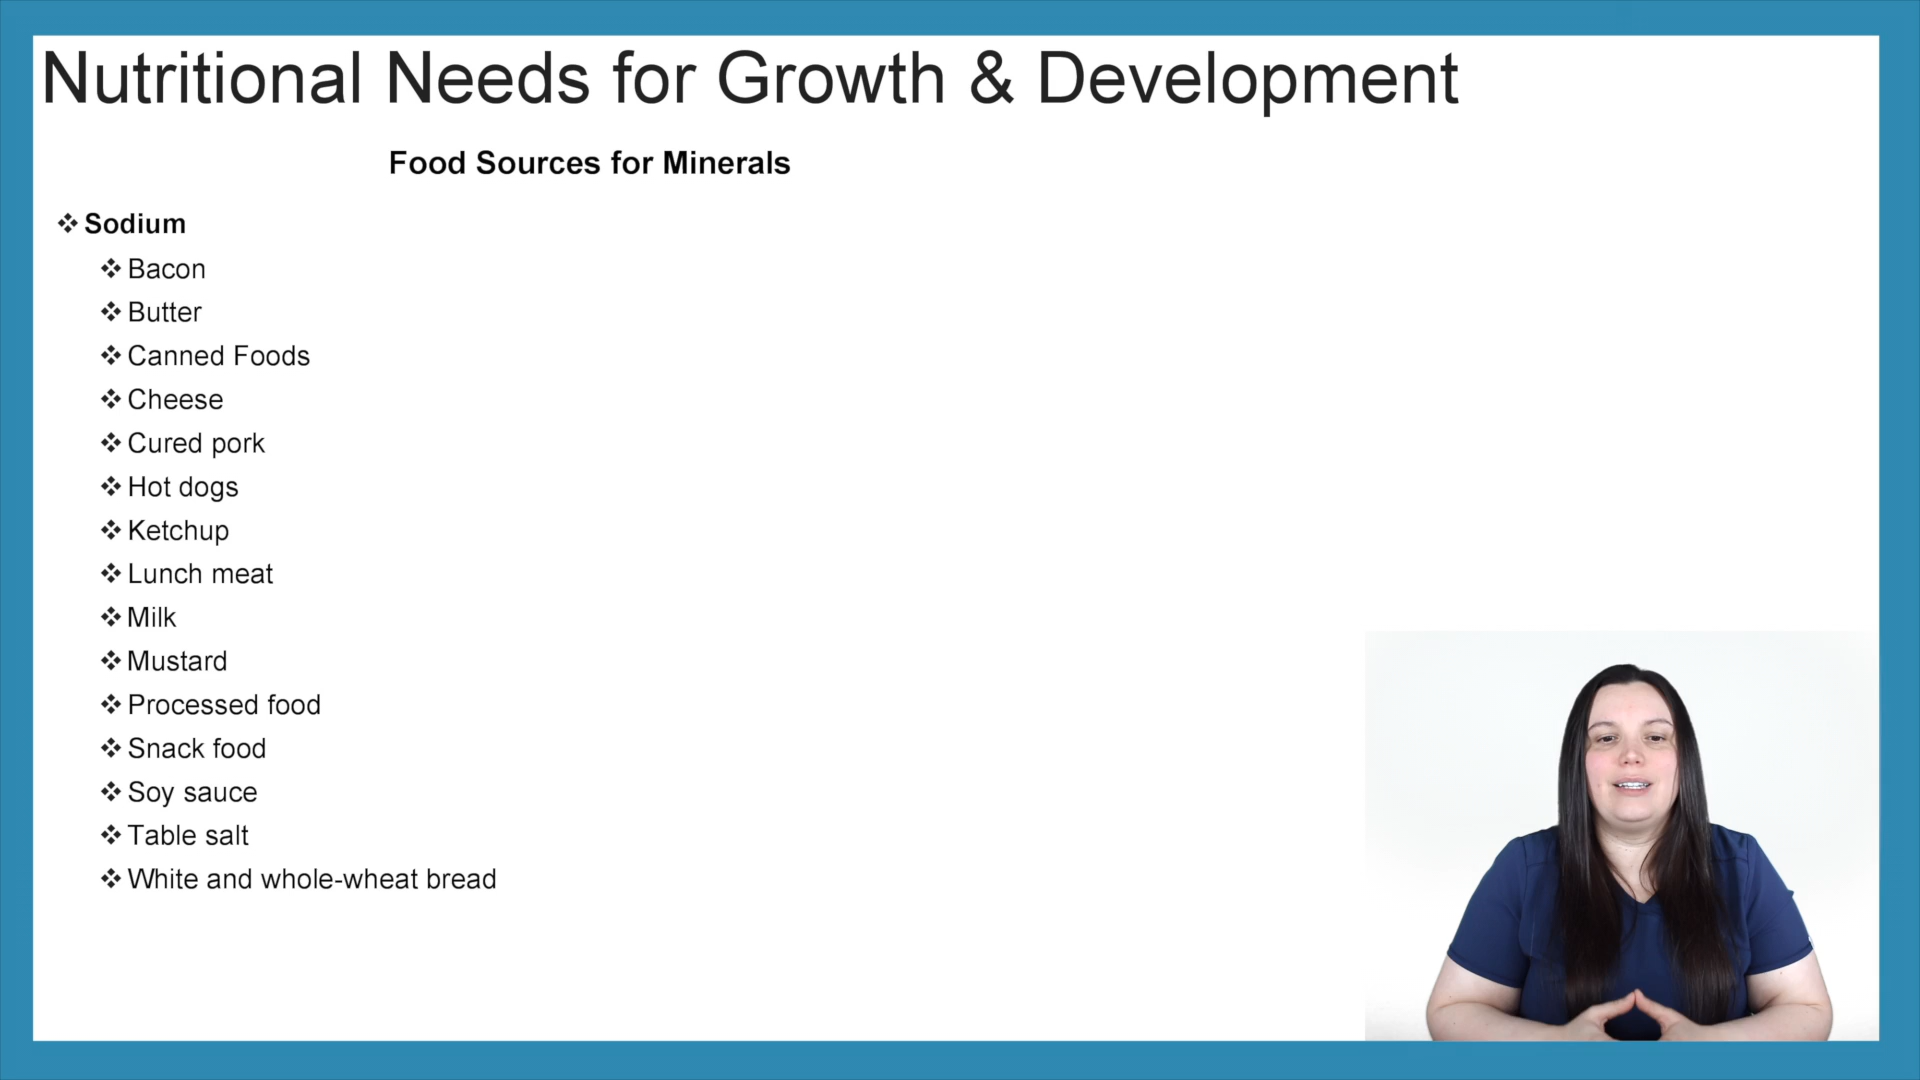 Nutritional Needs for Growth & Development
Food Sources for Minerals
❖ Sodium
❖ Bacon
❖ Butter
❖ Canned Foods
❖ Cheese
❖ Cured pork
❖ Hot dogs
❖ Ketchup
❖ Lunch meat
❖ Milk
❖ Mustard
❖ Processed food
❖ Snack food
❖ Soy sauce
❖ Table salt
❖ White and whole-wheat bread